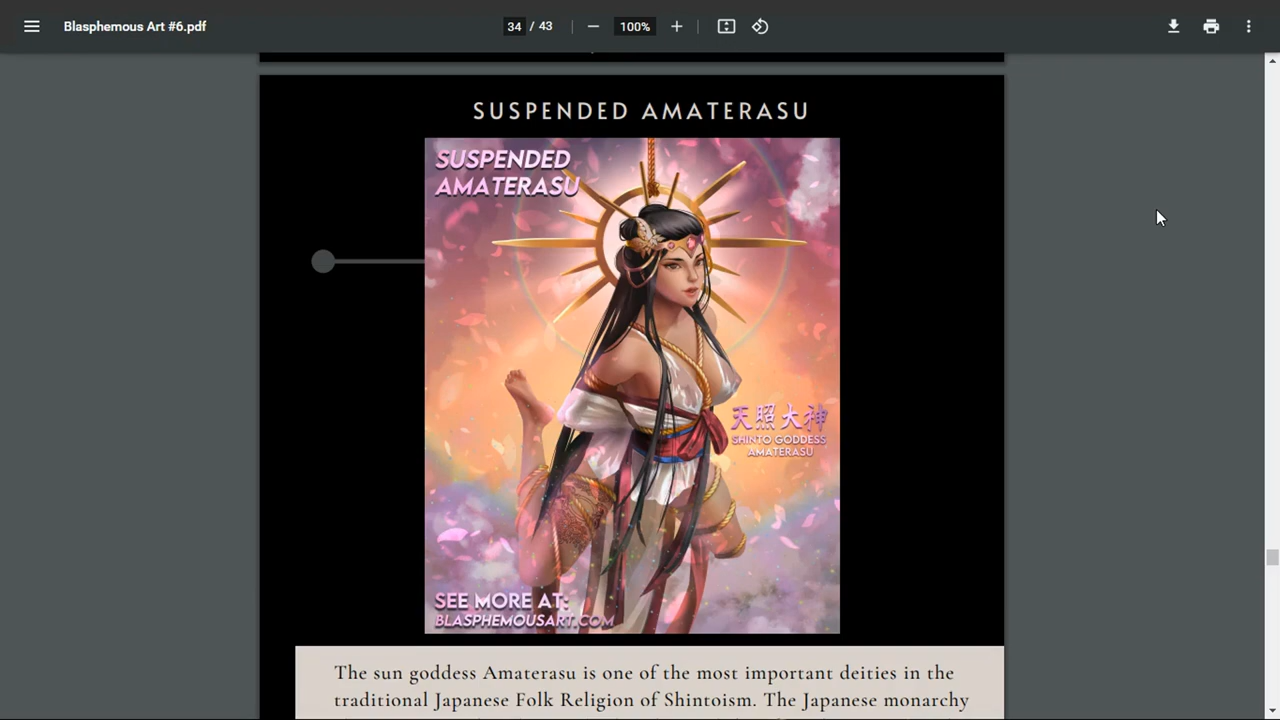 Blasphemous Art #6.pdf
34 / 43
100%
SUSPENDED AMATERASU
SUSPENDED
AMATERASU
天照大神
SHINTO GODDESS
AMATERASU
SEE MORE AT:
BLASPHEMOUSART.COM
The sun goddess Amaterasu is one of the most important deities in the
traditional Japanese Folk Religion of Shintoism. The Japanese monarchy